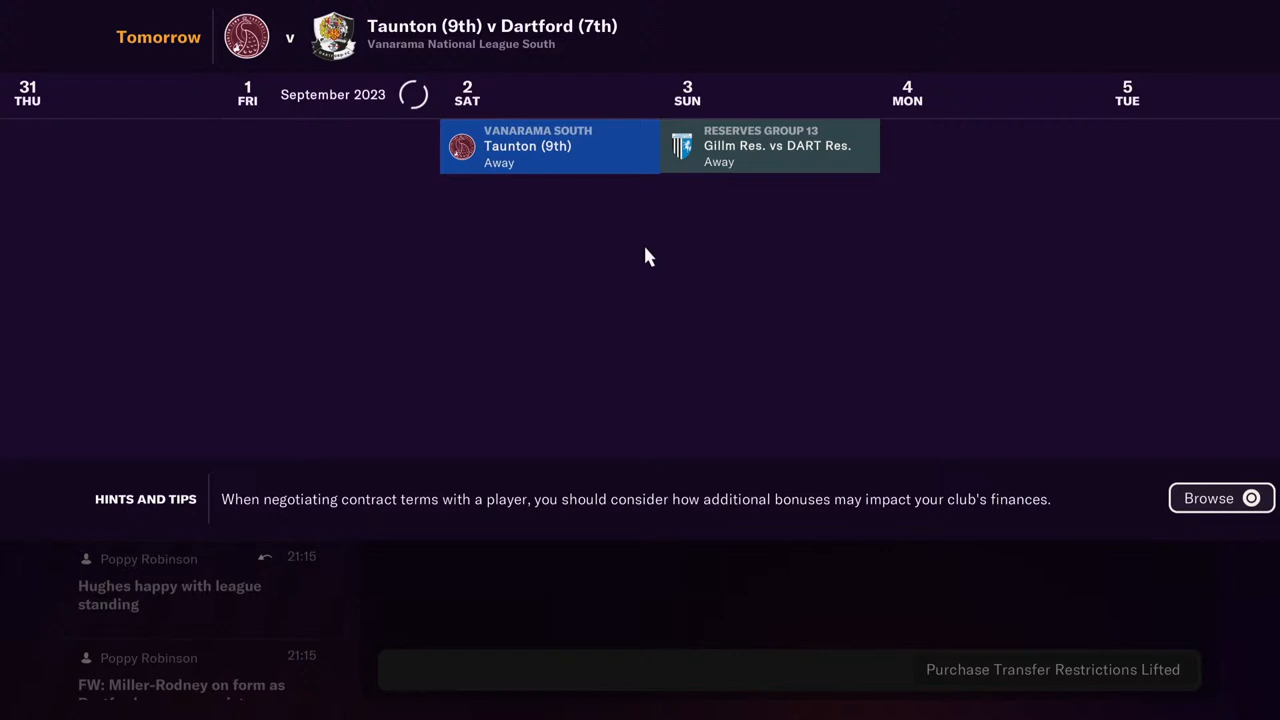 Tomorrow
v
Taunton (9th) v Dartford (7th)
Vanarama National League South
31
THU
1
FRI
September 2023
2
SAT
3
SUN
4
MON
5
TUE
VANARAMA SOUTH
Taunton (9th)
Away
RESERVES GROUP 13
Gillm Res. vs DART Res.
Away
HINTS AND TIPS
When negotiating contract terms with a player, you should consider how additional bonuses may impact your club's finances.
Browse
Poppy Robinson
21:15
Hughes happy with league
standing
Poppy Robinson
21:15
FW: Miller-Rodney on form as
Purchase Transfer Restrictions Lifted